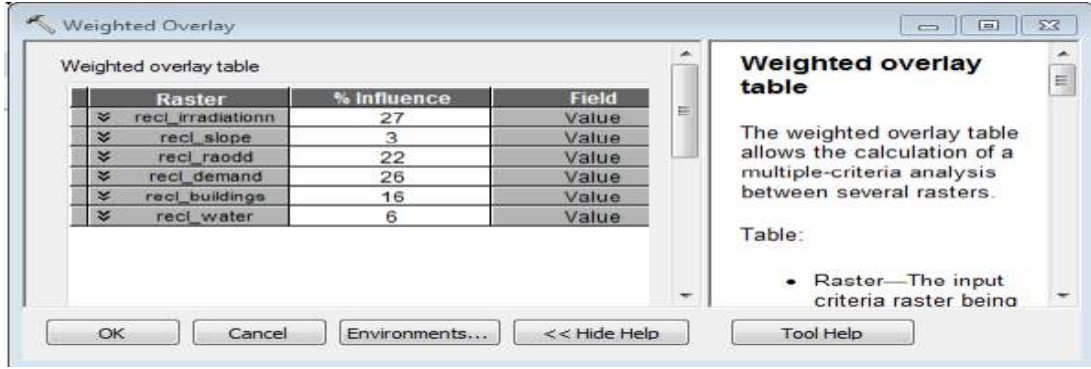 Weighted Overlay
Weighted overlay table
Raster % Influence Field
recl_irradiationn 27 Value
recl_slope 3 Value
recl_raodd 22 Value
recl_demand 26 Value
recl_buildings 16 Value
recl_water 6 Value
Weighted overlay
table
The weighted overlay table
allows the calculation of a
multiple-criteria analysis
between several rasters.
Table:
• Raster—The input
criteria raster being
OK Cancel Environments... << Hide Help Tool Help